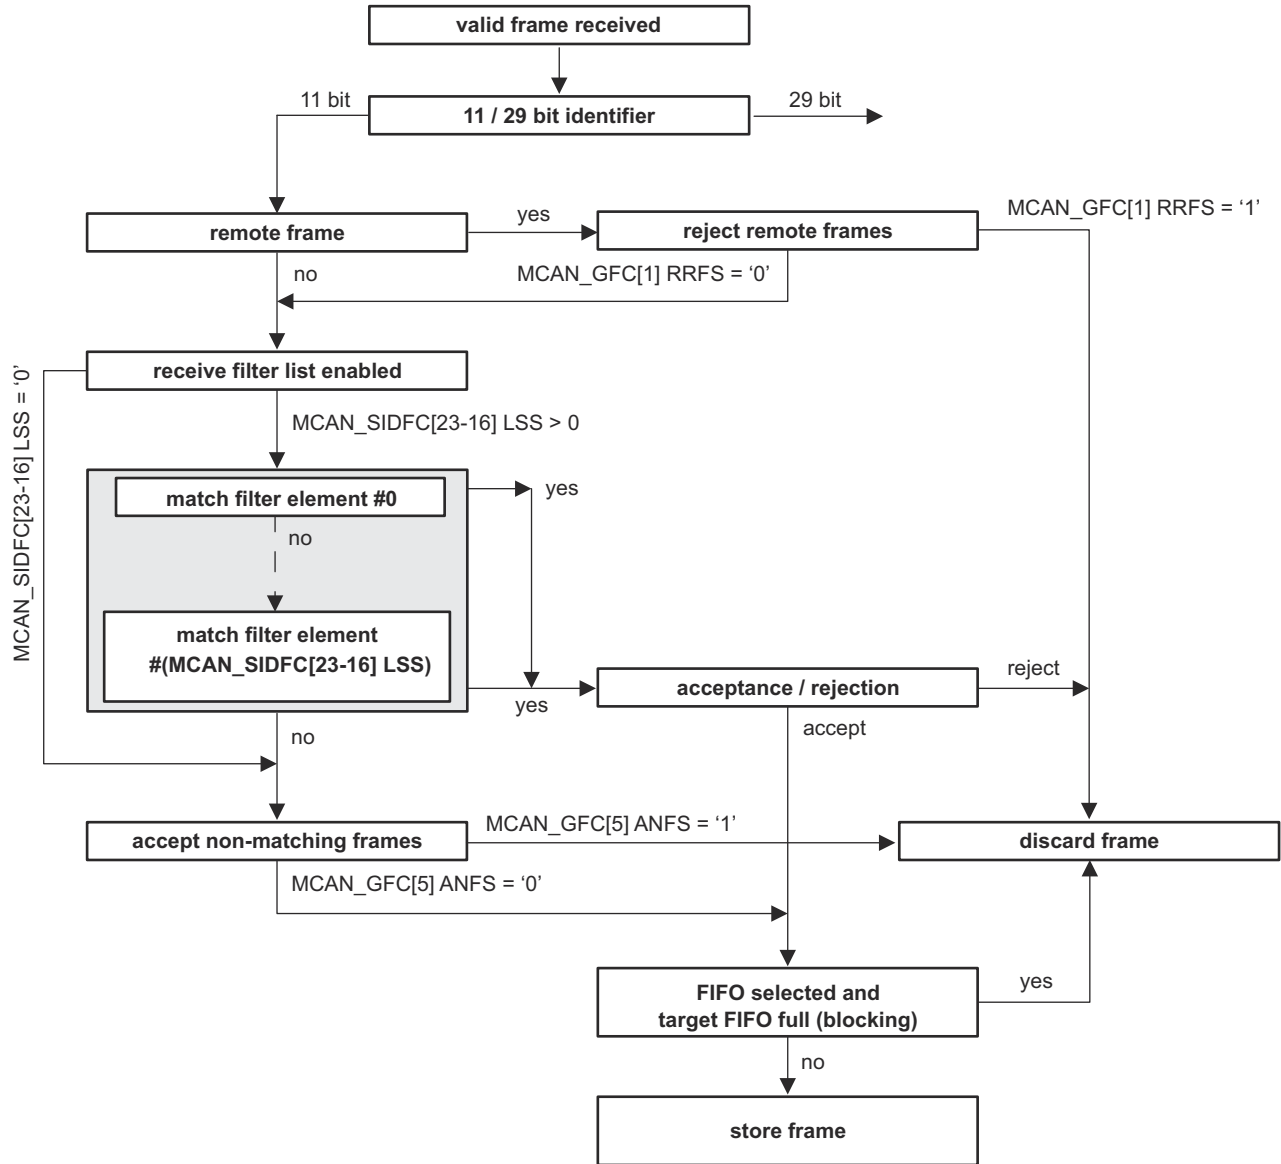 valid frame received
11 bit
11 / 29 bit identifier
29 bit
remote frame
yes
reject remote frames
MCAN_GFC[1] RRFS = ‘1’
no
MCAN_GFC[1] RRFS = ‘0’
receive filter list enabled
MCAN_SIDFC[23-16] LSS = ‘0’
MCAN_SIDFC[23-16] LSS > 0
match filter element #0
yes
no
match filter element
#(MCAN_SIDFC[23-16] LSS)
yes
acceptance / rejection
reject
no
accept
accept non-matching frames
MCAN_GFC[5] ANFS = ‘1’
discard frame
MCAN_GFC[5] ANFS = ‘0’
FIFO selected and
target FIFO full (blocking)
yes
no
store frame